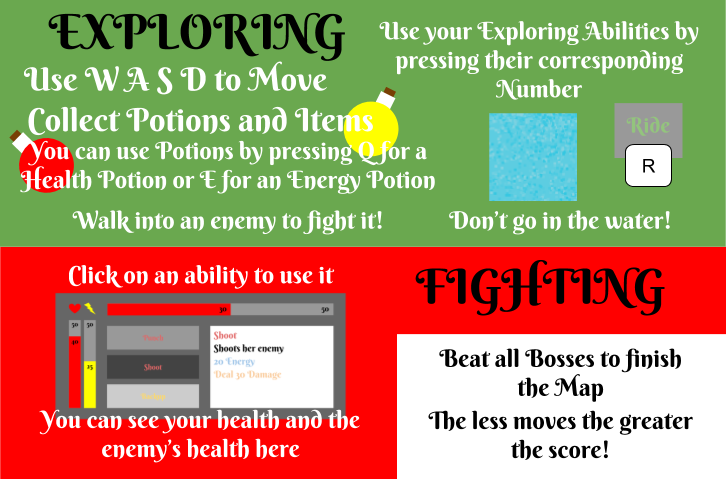 EXPLORING
Use W A S D to Move
Collect Potions and Items
You can use Potions by pressing Q for a
Health Potion or E for an Energy Potion
Walk into an enemy to fight it!
Use your Exploring Abilities by
pressing their corresponding
Number
Ride
R
Don't go in the water!
Click on an ability to use it
30
50
50
50
40
25
Punch
Shoot
Shoot
Shoots her enemy
20 Energy
Deal 30 Damage
You can see your health and the
enemy's health here
FIGHTING
Beat all Bosses to finish
the Map
The less moves the greater
the score!